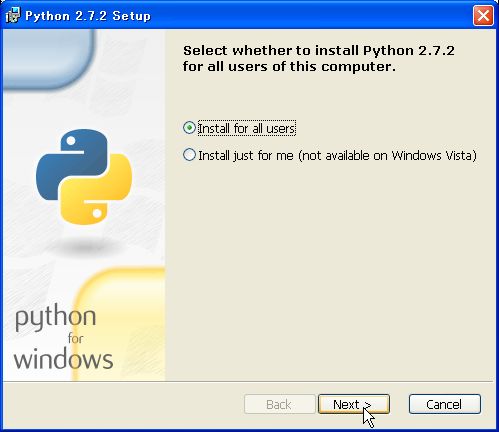 Python 2.7.2 Setup
Select whether to install Python 2.7.2
for all users of this computer.
Install for all users
Install just for me (not available on Windows Vista)
python
for
windows
Back
Next >
Cancel